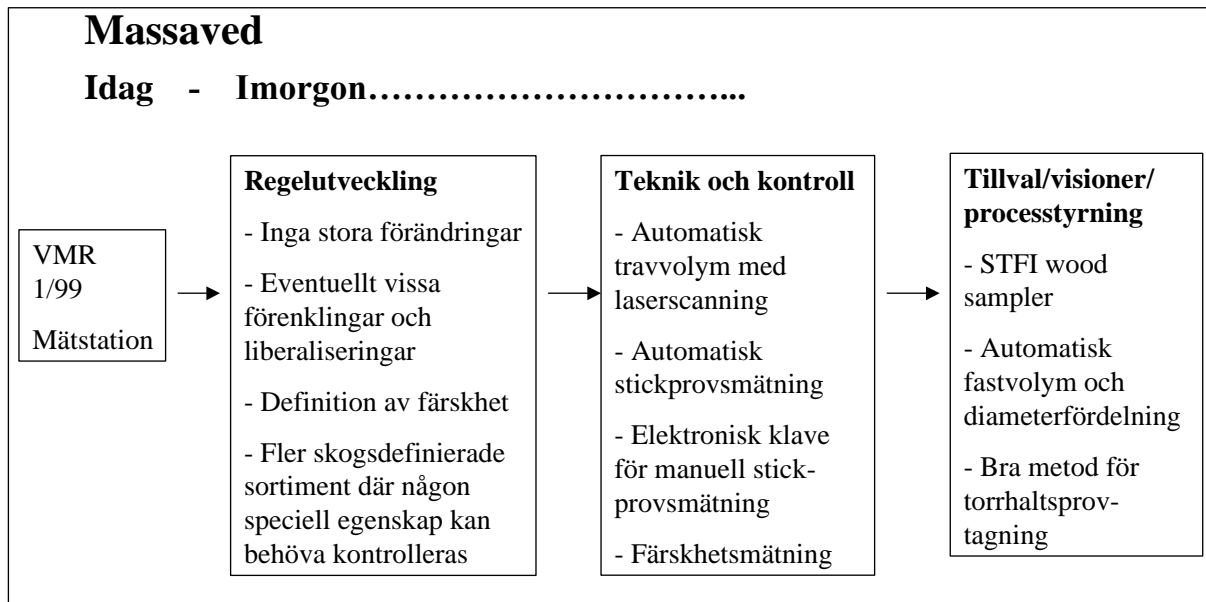 Massaved
Idag - Imorgon…………………………...
VMR
1/99
Mätstation
Regelutveckling
- Inga stora förändringar
- Eventuellt vissa
förenklingar och
liberaliseringar
- Definition av färskhet
- Fler skogsdefinierade
sortiment där någon
speciell egenskap kan
behöva kontrolleras
Teknik och kontroll
- Automatisk
travvolym med
laserscanning
- Automatisk
stickprovsmätning
- Elektronisk klave
för manuell stick-
provsmätning
- Färskhetsmätning
Tillval/visioner/
processtyrning
- STFI wood
sampler
- Automatisk
fastvolym och
diameterfördelning
- Bra metod för
torrhaltsprov-
tagning